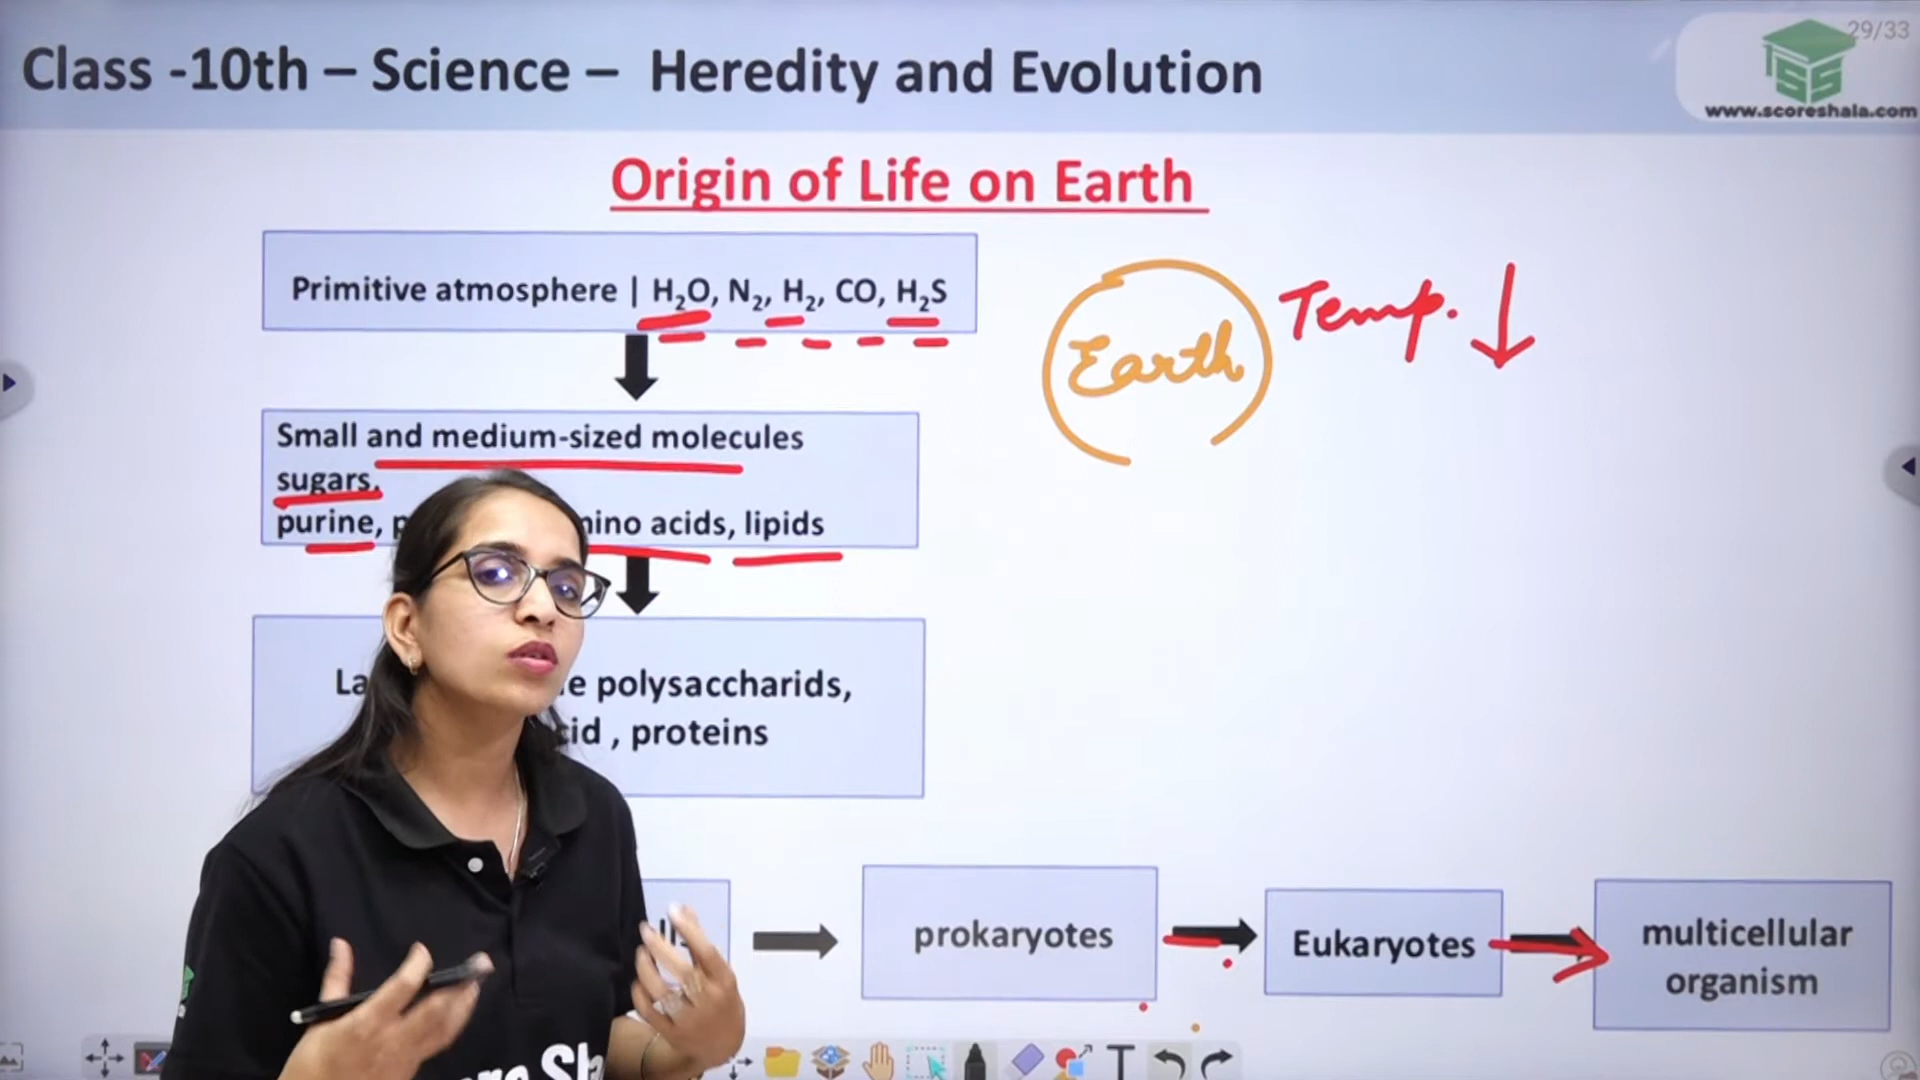 Class -10th – Science – Heredity and Evolution
29/33
SS
www.scoreshala.com
Origin of Life on Earth
Primitive atmosphere | H₂O, N₂, H₂, CO, H₂S
Earth
Temp. ↓
Small and medium-sized molecules
sugars,
purine, acids, lipids
polysaccharids,
, proteins
prokaryotes
Eukaryotes
multicellular
organism
T